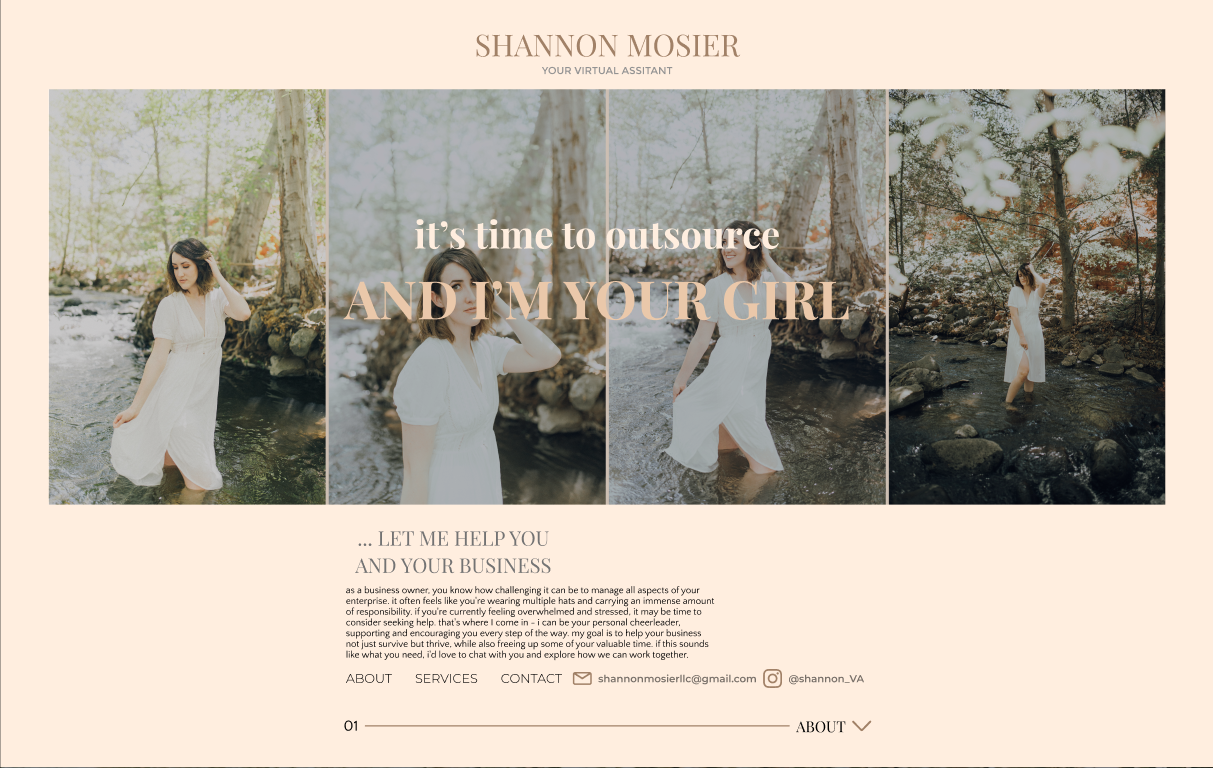 SHANNON MOSIER
YOUR VIRTUAL ASSITANT
it's time to outsource
AND I'M YOUR GIRL
... LET ME HELP YOU
AND YOUR BUSINESS
as a business owner, you know how challenging it can be to manage all aspects of your
enterprise. it often feels like you're wearing multiple hats and carrying an immense amount
of responsibility. if you're currently feeling overwhelmed and stressed, it may be time to
consider seeking help. that's where I come in - i can be your personal cheerleader,
supporting and encouraging you every step of the way. my goal is to help your business
not just survive but thrive, while also freeing up some of your valuable time. if this sounds
like what you need, i'd love to chat with you and explore how we can work together.
ABOUT SERVICES CONTACT shannonmosierllc@gmail.com @shannon_VA
01 ABOUT